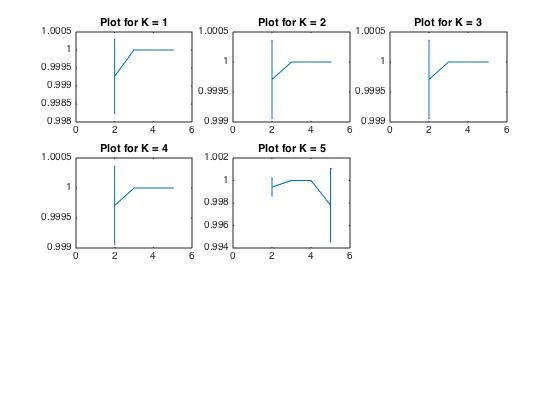 Plot for K = 1
1.0005
1
0.9995
0.999
0.9985
0.998
0 2 4 6
Plot for K = 2
1.0005
1
0.9995
0.999
0 2 4 6
Plot for K = 3
1.0005
1
0.9995
0.999
0 2 4 6
Plot for K = 4
1.0005
1
0.9995
0.999
0 2 4 6
Plot for K = 5
1.002
1
0.998
0.996
0.994
0 2 4 6